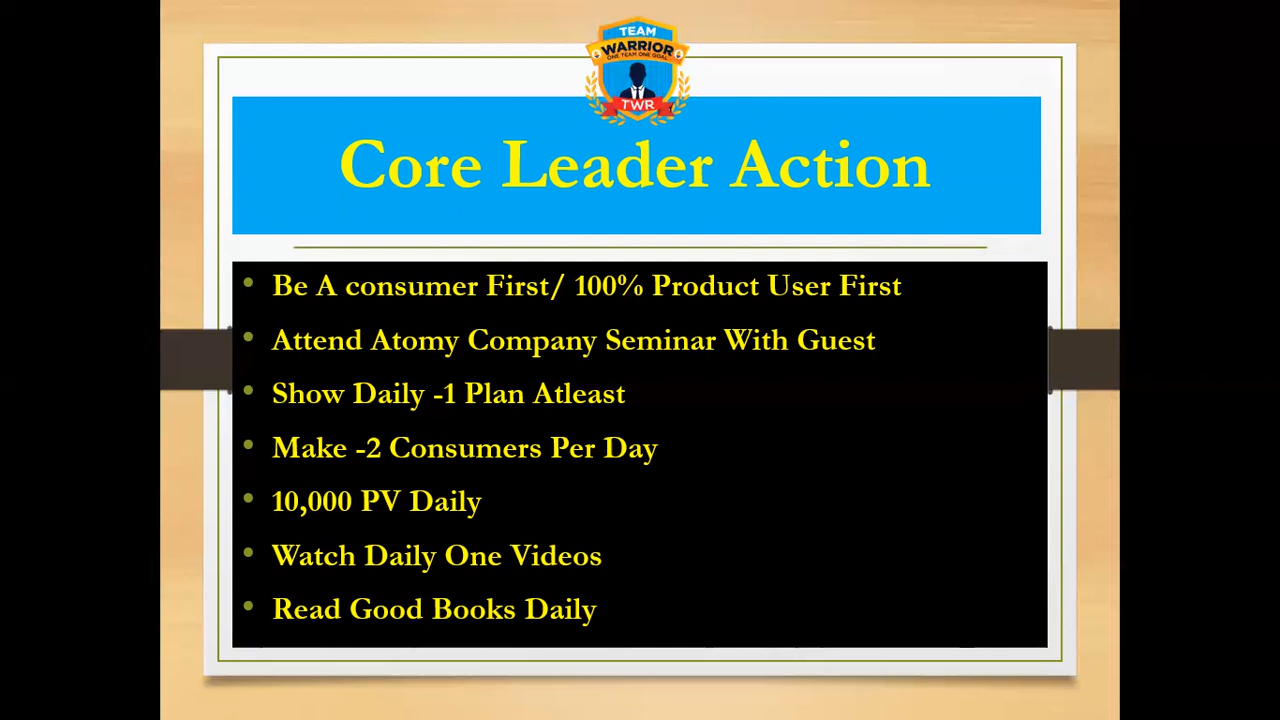 TEAM
WARRIOR
ONE TEAM ONE GOAL
TWR
Core Leader Action
• Be A consumer First/ 100% Product User First
• Attend Atomy Company Seminar With Guest
• Show Daily -1 Plan Atleast
• Make -2 Consumers Per Day
• 10,000 PV Daily
• Watch Daily One Videos
• Read Good Books Daily